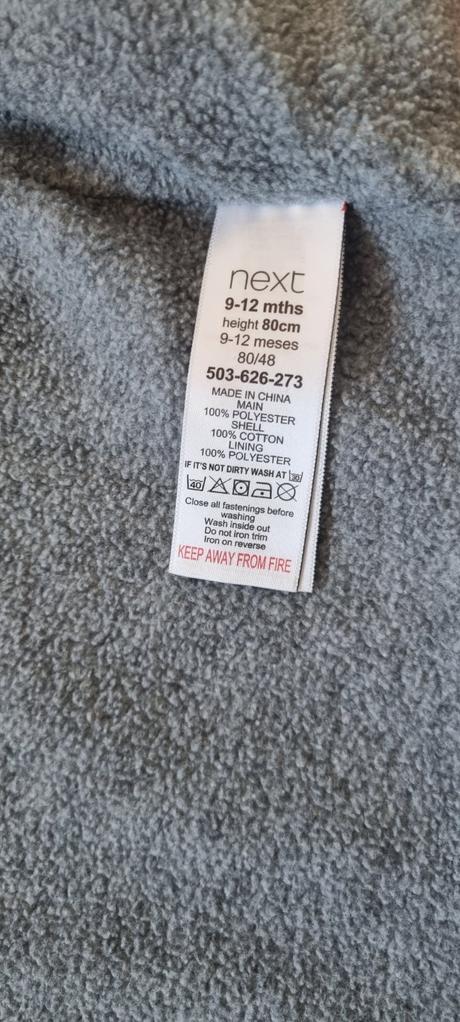 next
9-12 mths
height 80cm
9-12 meses
80/48
503-626-273
MADE IN CHINA
MAIN
100% POLYESTER
SHELL
100% COTTON
LINING
100% POLYESTER
IF IT'S NOT DIRTY WASH AT 30
40
Close all fastenings before
washing
Wash inside out
Do not iron trim
Iron on reverse
KEEP AWAY FROM FIRE